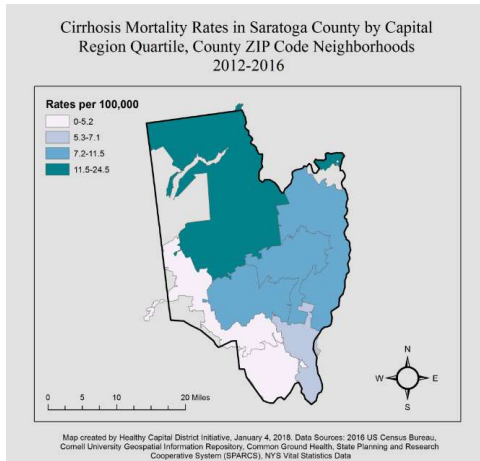 Cirrhosis Mortality Rates in Saratoga County by Capital
Region Quartile, County ZIP Code Neighborhoods
2012-2016
Rates per 100,000
0-5.2
5.3-7.1
7.2-11.5
11.5-24.5
N
W E
S
0 5 10 20 Miles
Map created by Healthy Capital District Initiative, January 4, 2018. Data Sources: 2016 US Census Bureau,
Cornell University Geospatial Information Repository, Common Ground Health, State Planning and Research
Cooperative System (SPARCS), NYS Vital Statistics Data